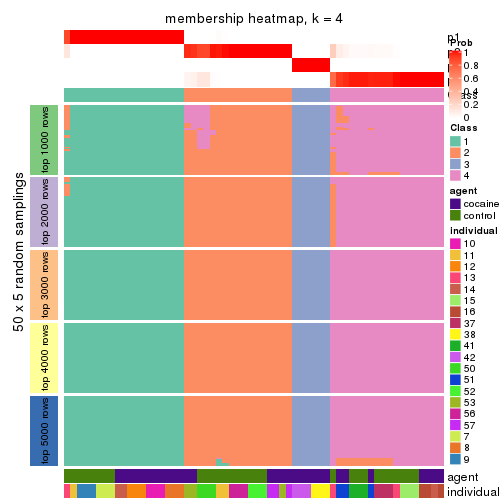 membership heatmap, k = 4
p1
Prob
1
0.8
0.6
0.4
0.2
0
Class
1
2
3
4
agent
cocaine
control
individual
10
11
12
13
14
15
16
37
38
41
42
50
51
52
53
56
57
7
8
9
50 x 5 random samplings
top 1000 rows
top 2000 rows
top 3000 rows
top 4000 rows
top 5000 rows
agent
individual